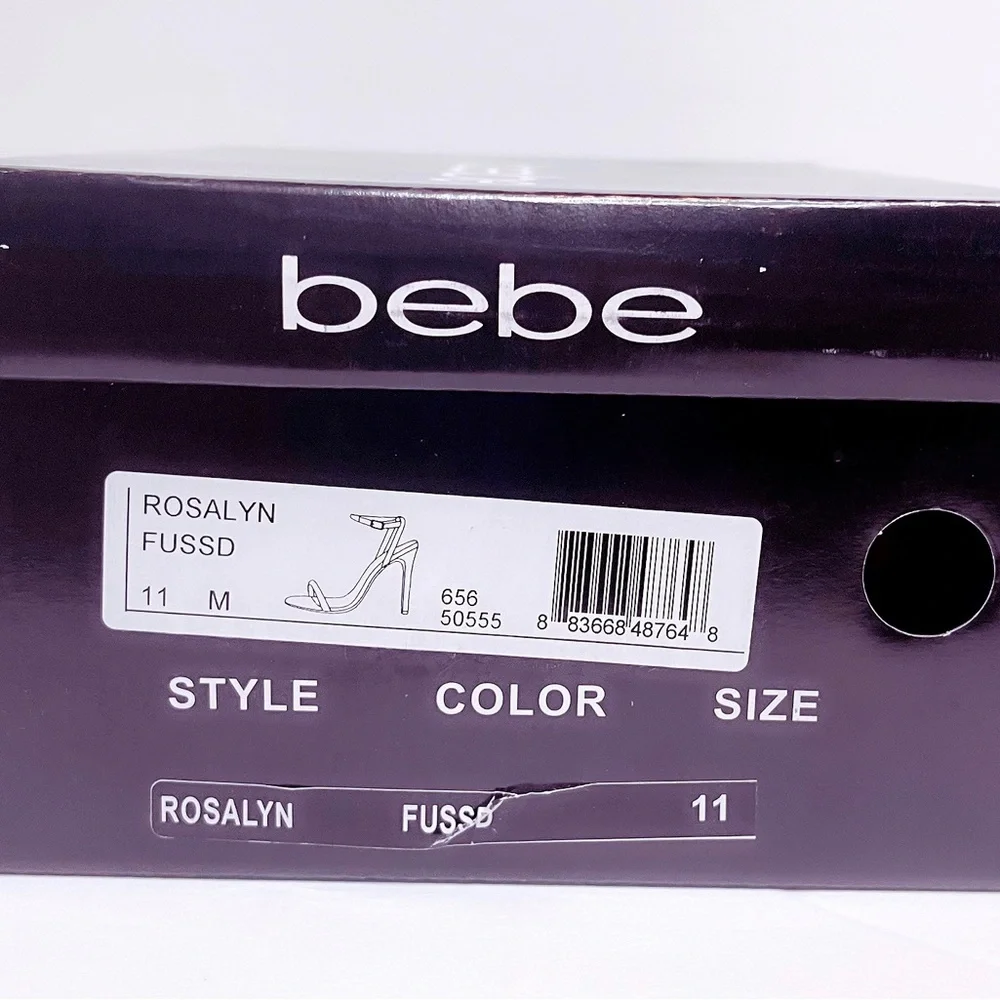 bebe
ROSALYN
FUSSD
11 M
656
50555
8 83668 48764 8
STYLE COLOR SIZE
ROSALYN FUSSD 11